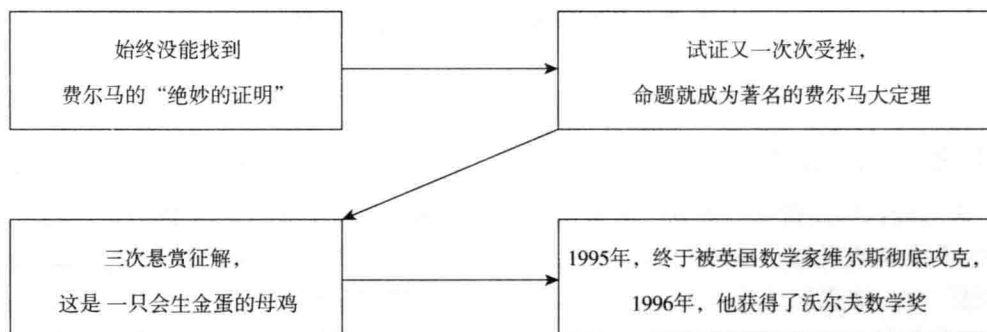 始终没能找到
费尔马的“绝妙的证明”
试证又一次次受挫，
命题就成为著名的费尔马大定理
三次悬赏征解，
这是一只会生金蛋的母鸡
1995年，终于被英国数学家维尔斯彻底攻克，
1996年，他获得了沃尔夫数学奖